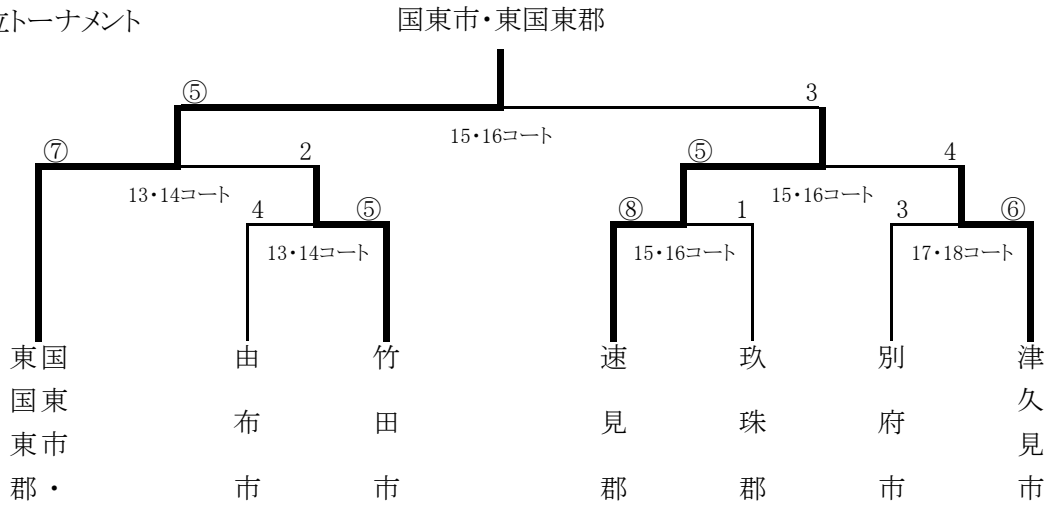 立トーナメント
国東市・東国東郡
⑤ 3
15・16コート
⑦ 2 ⑤ 4
13・14コート 15・16コート
4 ⑤ ⑧ 1 3 ⑥
13・14コート 15・16コート 17・18コート
国東市・
東国東郡
由布市
竹田市
速見郡
玖珠郡
別府市
津久見市